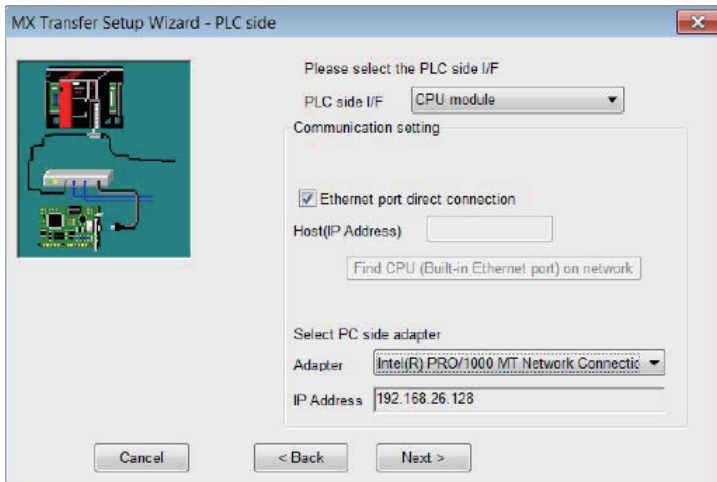 MX Transfer Setup Wizard - PLC side
Please select the PLC side I/F
PLC side I/F CPU module
Communication setting
Ethernet port direct connection
Host(IP Address)
Find CPU (Built-in Ethernet port) on network
Select PC side adapter
Adapter Intel(R) PRO/1000 MT Network Connectic
IP Address 192.168.26.128
Cancel < Back Next >